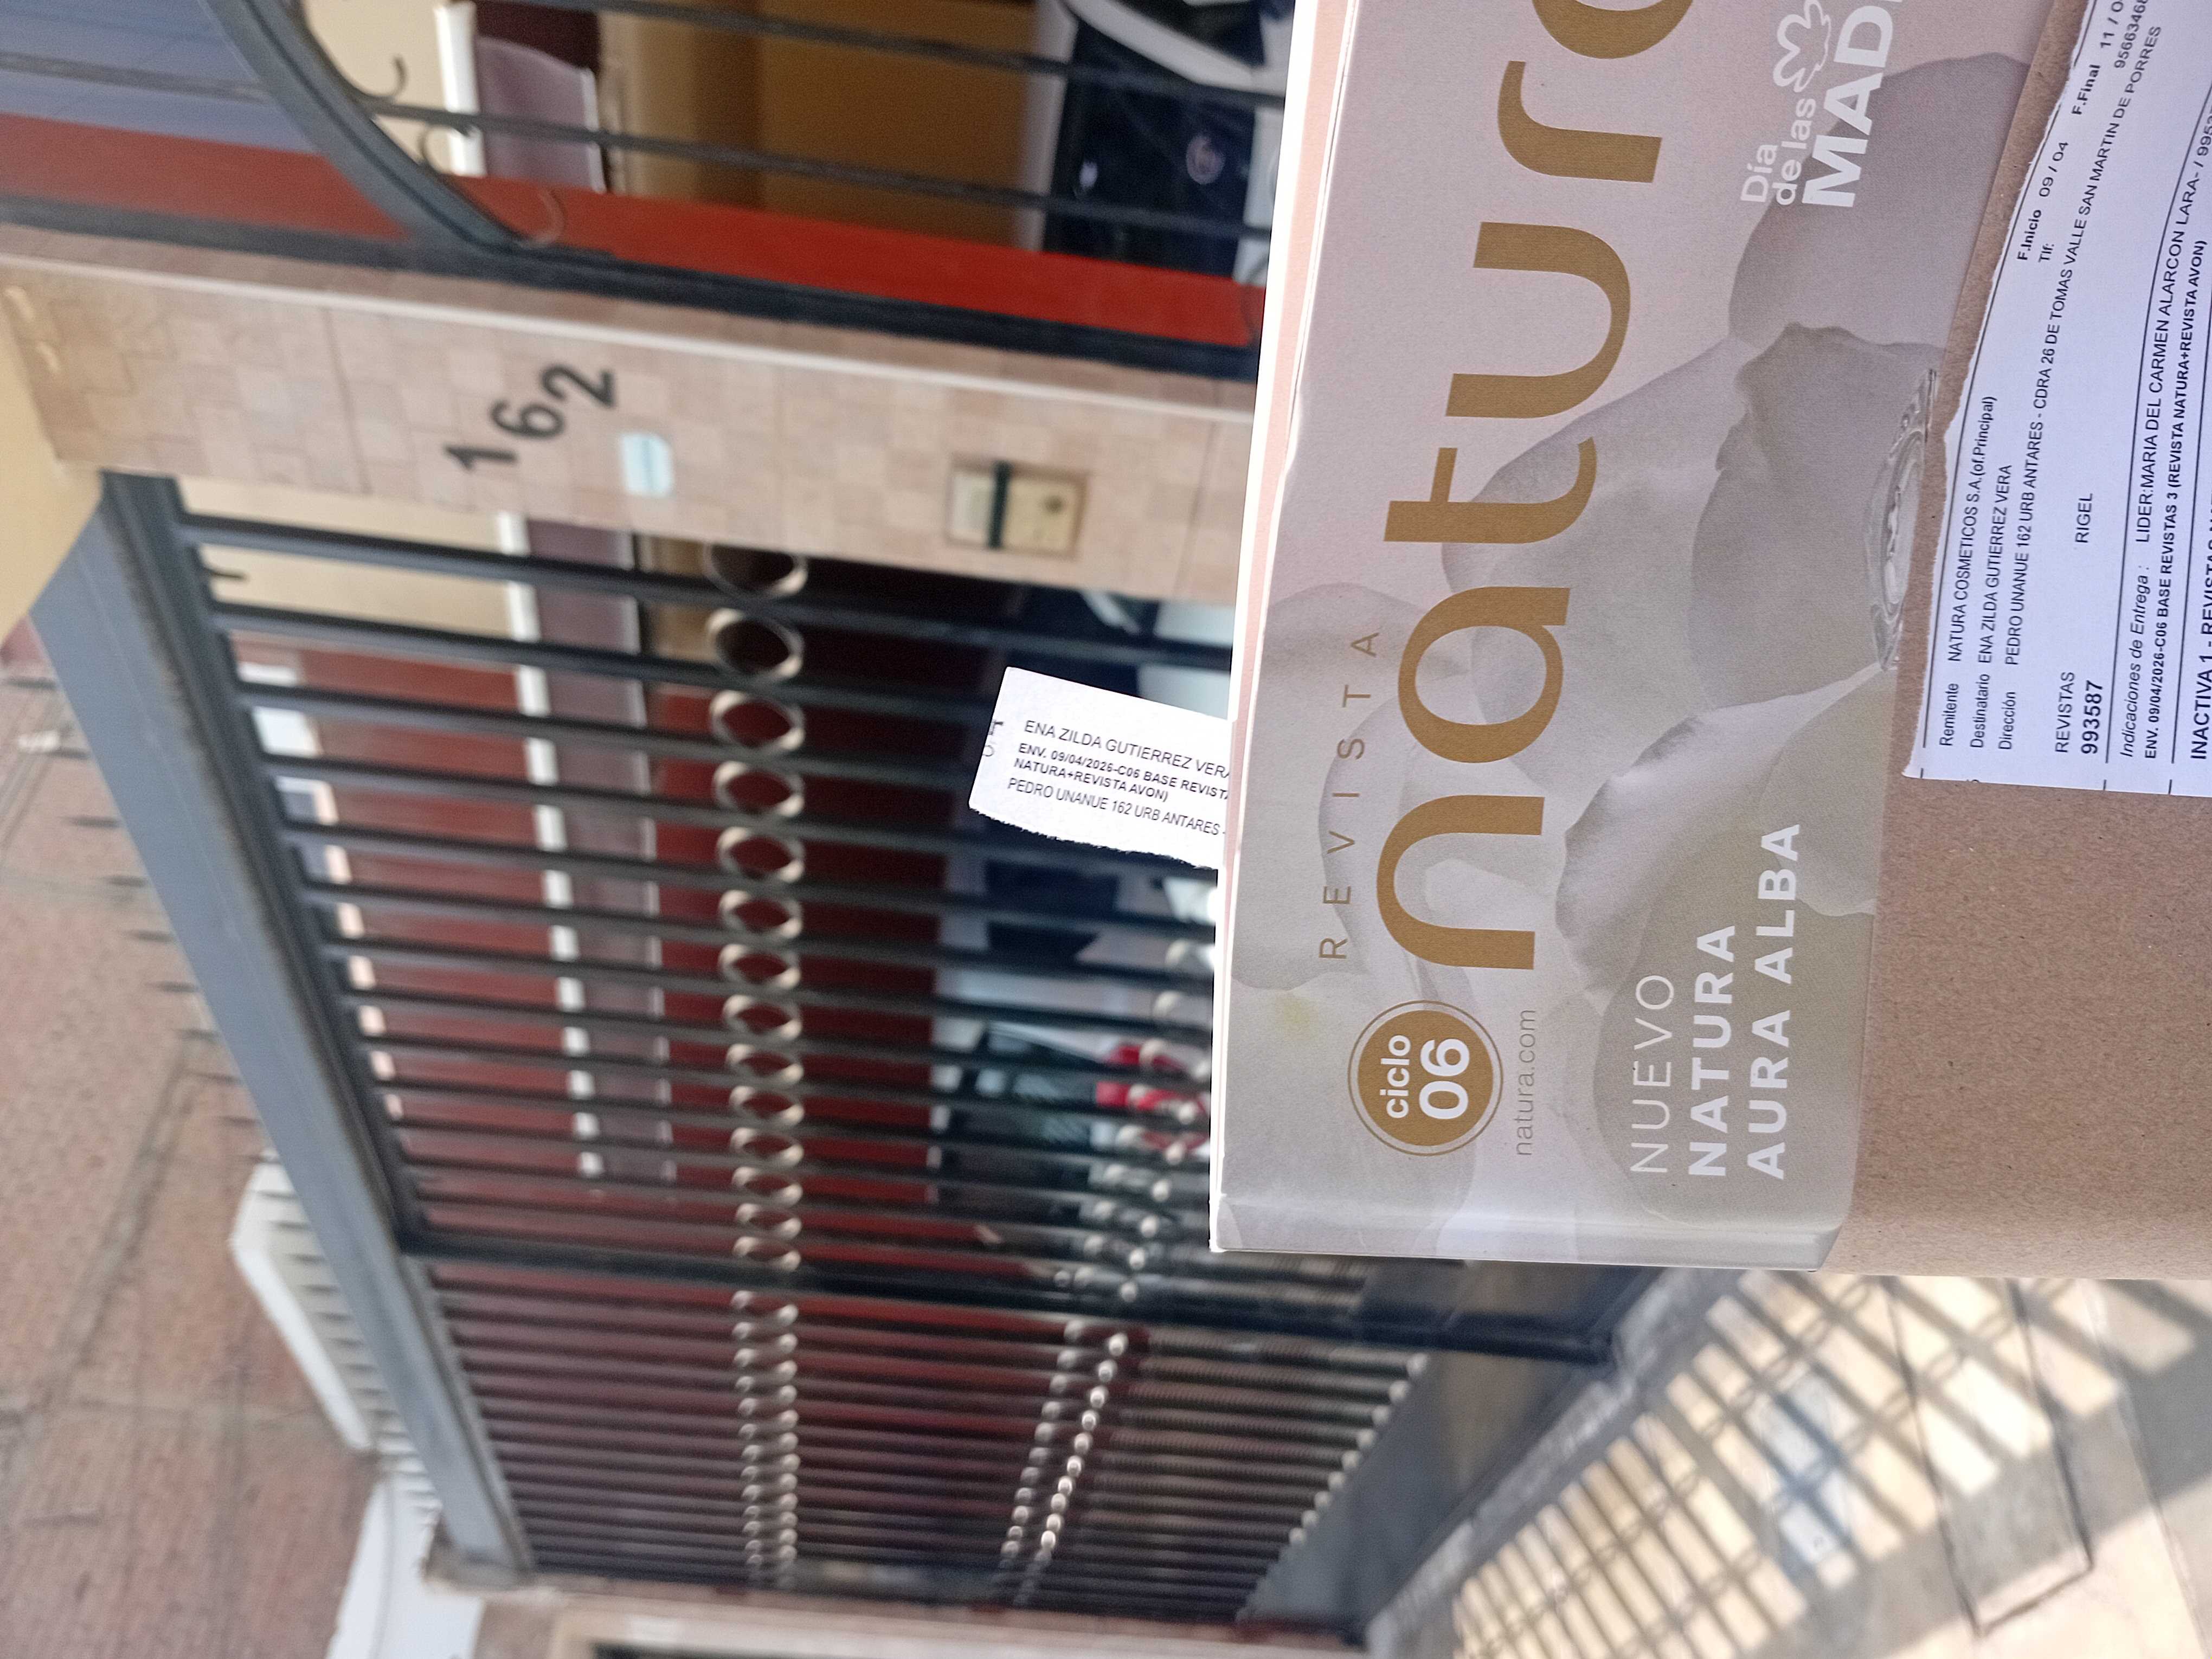 162
ENA ZILDA GUTIERREZ VERA
ENV. 09/04/2026-C06 BASE REVISTA
NATURA+REVISTA AVON)
PEDRO UNANUE 162 URB ANTARES -
REVISTA
natura
ciclo
06
natura.com
NUEVO
NATURA
AURA ALBA
Día
de las
F.Inicio 09 / 04 F.Final 11 / 0
Remitente NATURA COSMETICOS S.A,(of.Principal) Tlf: 95663468
Destinatario ENA ZILDA GUTIERREZ VERA
Dirección PEDRO UNANUE 162 URB ANTARES - CDRA 26 DE TOMAS VALLE SAN MARTIN DE PORRES
REVISTAS RIGEL
993587
Indicaciones de Entrega : LIDER:MARIA DEL CARMEN ALARCON LARA- /
ENV. 09/04/2026-C06 BASE REVISTAS 3 (REVISTA NATURA+REVISTA AVON)
INACTIVA 1 -